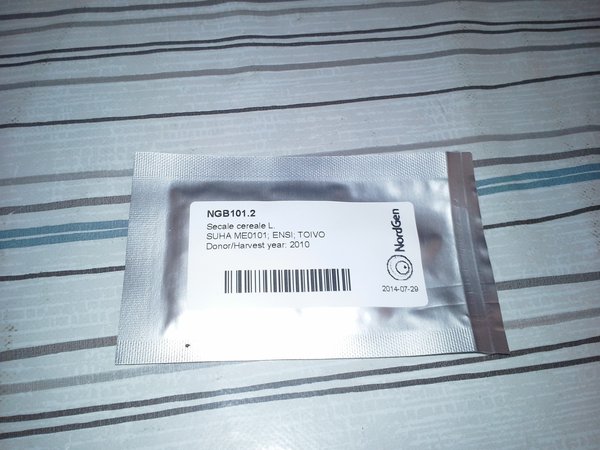 NGB101.2
Secale cereale L.
SUHA ME0101; ENSI; TOIVO
Donor/Harvest year: 2010
NordGen
2014-07-29